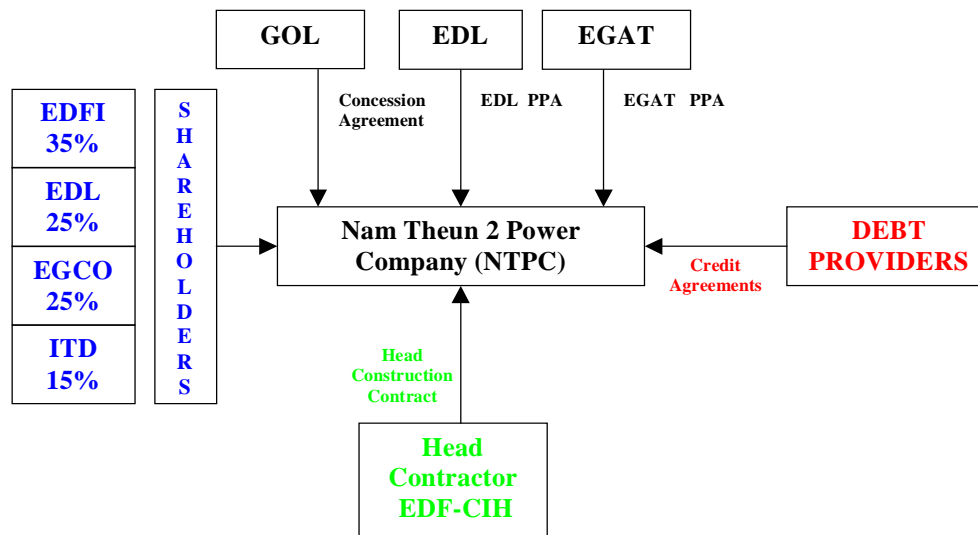 GOL
EDL
EGAT
Concession
Agreement
EDL PPA
EGAT PPA
EDFI
35%
EDL
25%
EGCO
25%
ITD
15%
S
H
A
R
E
H
O
L
D
E
R
S
Nam Theun 2 Power
Company (NTPC)
DEBT
PROVIDERS
Credit
Agreements
Head
Construction
Contract
Head
Contractor
EDF-CIH